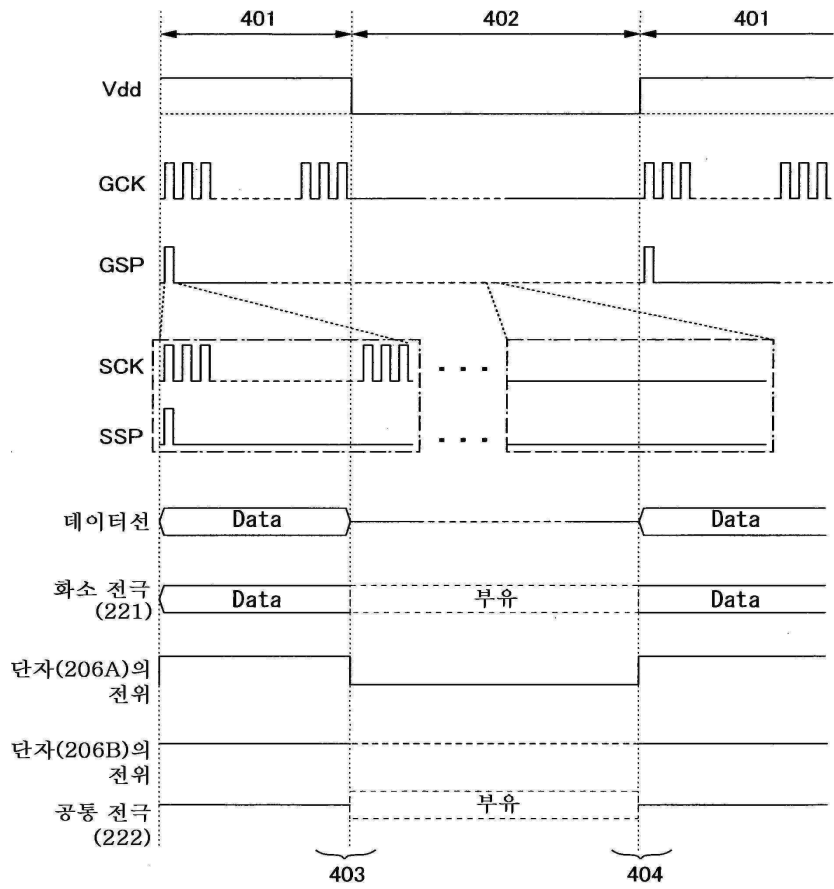 401 402 401
Vdd
GCK
GSP
SCK
SSP
데이터선 Data Data
화소 전극
(221) Data 부유 Data
단자(206A)의
전위
단자(206B)의
전위
공통 전극
(222) 부유
403 404